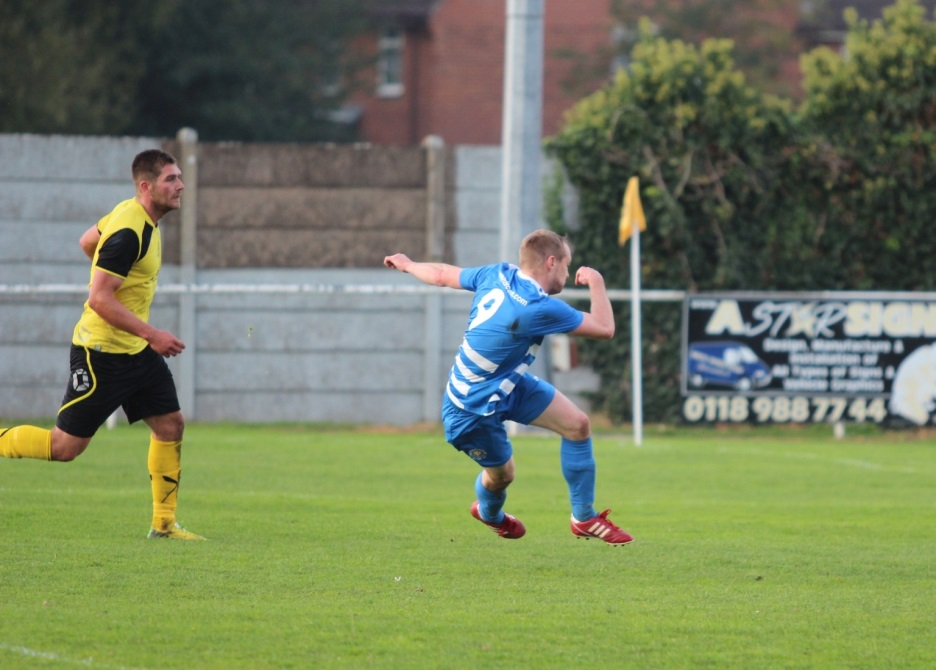 9
A STAR SIGN
Design, Manufacture &
Installation of
All Types of Signs &
Vehicle Graphics
0118 988 77 44